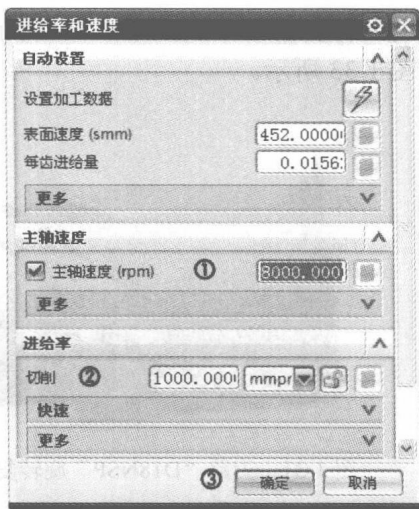 进给率和速度
自动设置
设置加工数据
表面速度 (smm) 452.0000
每齿进给量 0.0156
更多
主轴速度
主轴速度 (rpm) ① 8000.000
更多
进给率
切削 ② 1000.000 mmpr
快速
更多
③ 确定 取消